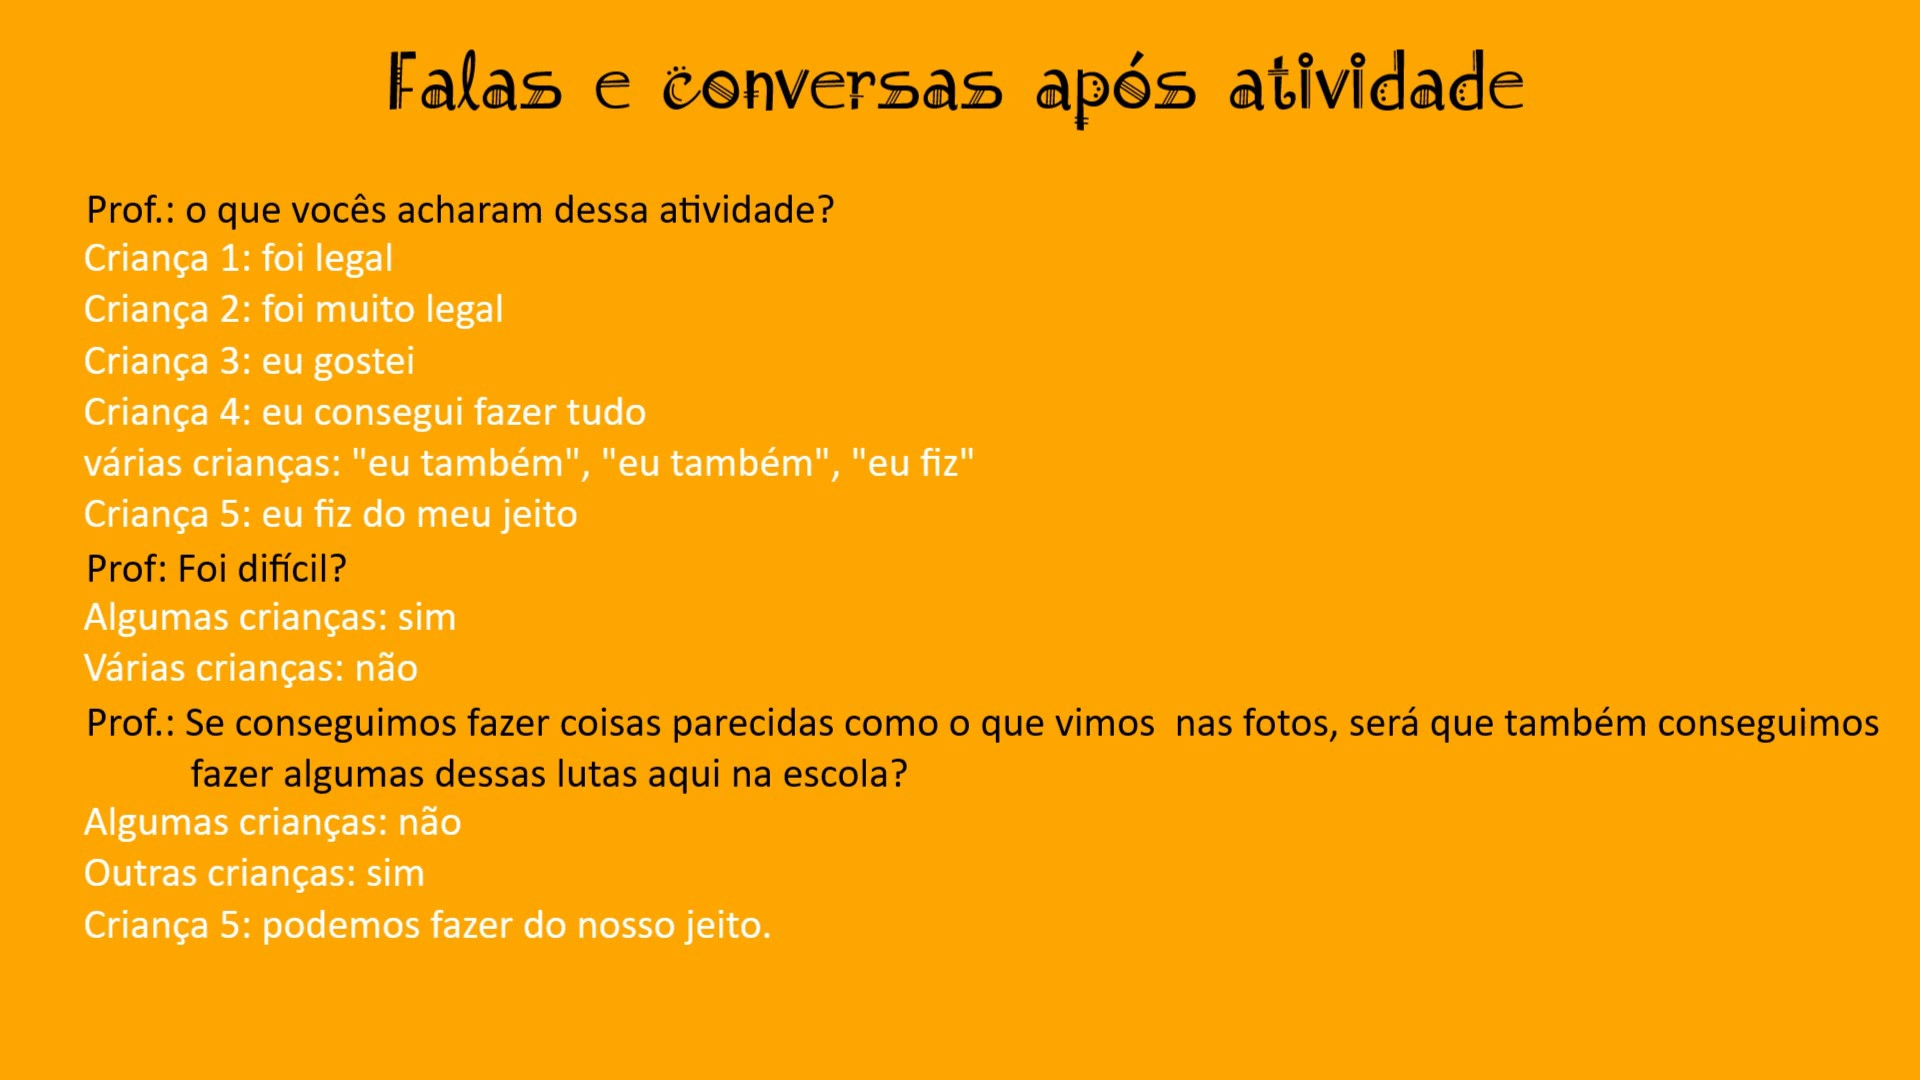 Falas e conversas após atividade
Prof.: o que vocês acharam dessa atividade?
Criança 1: foi legal
Criança 2: foi muito legal
Criança 3: eu gostei
Criança 4: eu consegui fazer tudo
várias crianças: "eu também", "eu também", "eu fiz"
Criança 5: eu fiz do meu jeito
Prof: Foi difícil?
Algumas crianças: sim
Várias crianças: não
Prof.: Se conseguimos fazer coisas parecidas como o que vimos  nas fotos, será que também conseguimos
fazer algumas dessas lutas aqui na escola?
Algumas crianças: não
Outras crianças: sim
Criança 5: podemos fazer do nosso jeito.